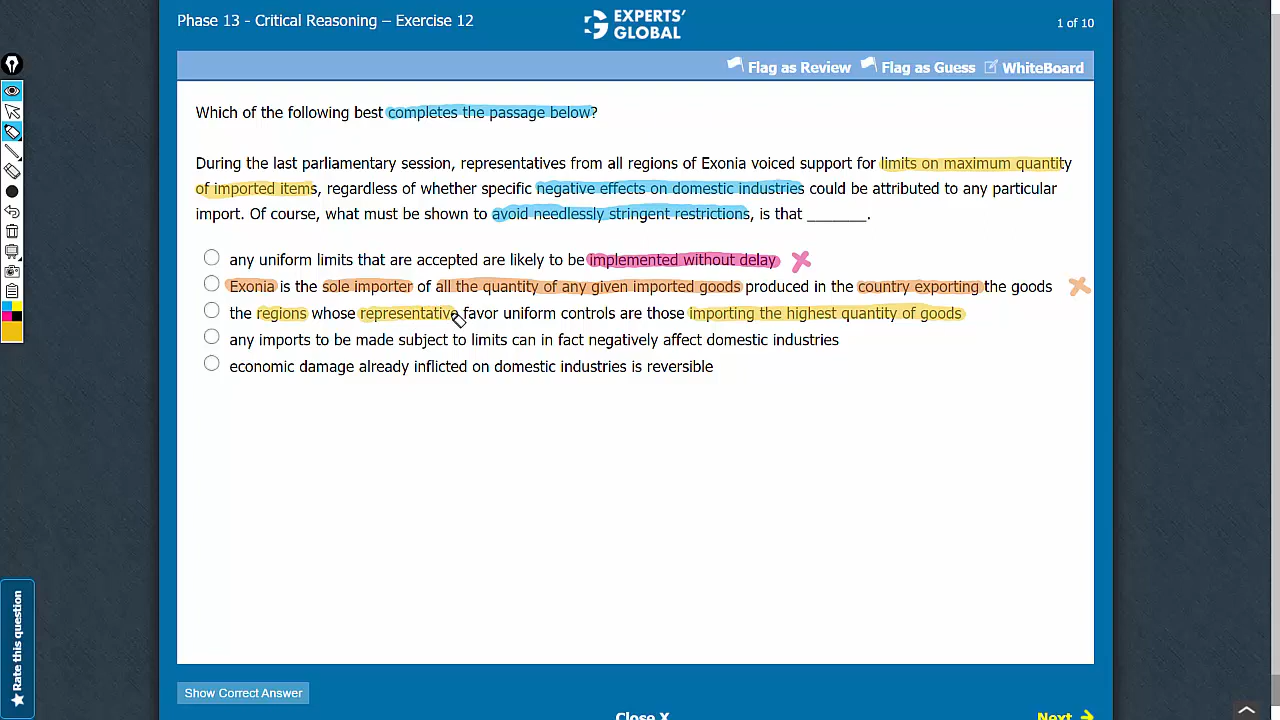 Phase 13 - Critical Reasoning – Exercise 12
EXPERTS'
GLOBAL
1 of 10
Flag as Review
Flag as Guess
WhiteBoard
Which of the following best completes the passage below?
During the last parliamentary session, representatives from all regions of Exonia voiced support for limits on maximum quantity
of imported items, regardless of whether specific negative effects on domestic industries could be attributed to any particular
import. Of course, what must be shown to avoid needlessly stringent restrictions, is that _______.
any uniform limits that are accepted are likely to be implemented without delay
Exonia is the sole importer of all the quantity of any given imported goods produced in the country exporting the goods
the regions whose representative favor uniform controls are those importing the highest quantity of goods
any imports to be made subject to limits can in fact negatively affect domestic industries
economic damage already inflicted on domestic industries is reversible
Rate this question
Show Correct Answer
Close X
Next